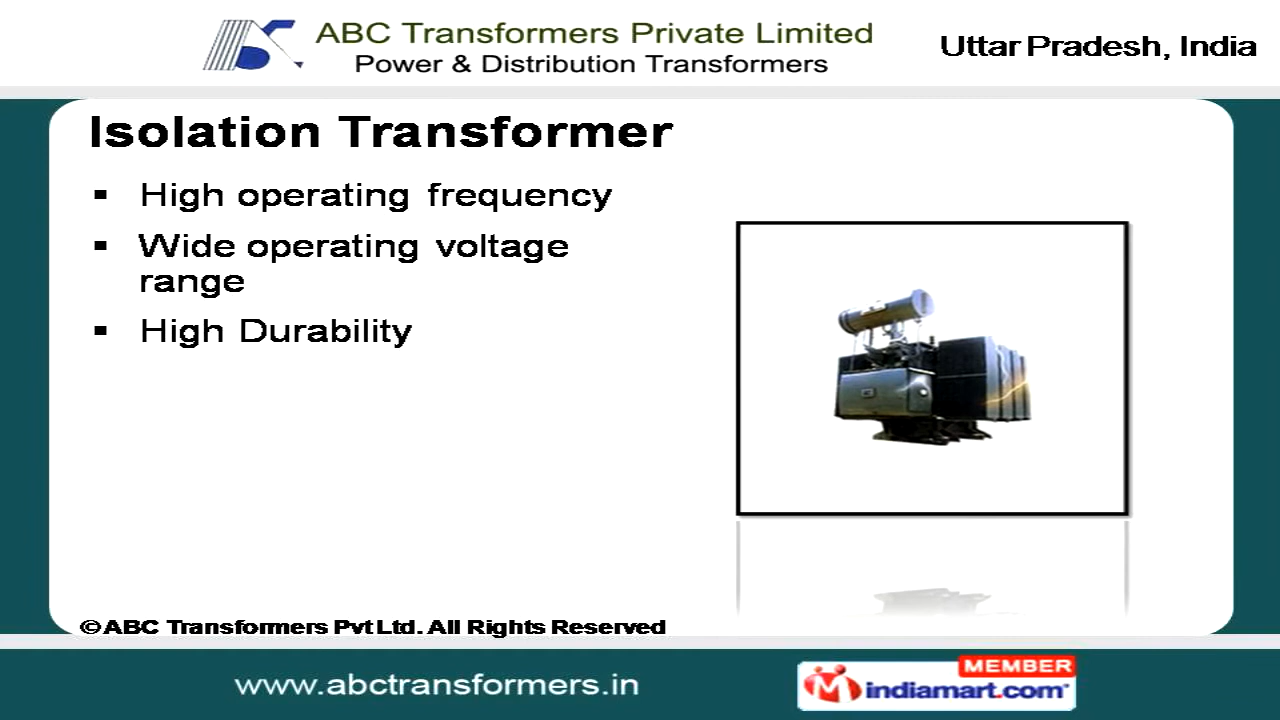 ABC Transformers Private Limited
Power & Distribution Transformers
Uttar Pradesh, India
Isolation Transformer
▪ High operating frequency
▪ Wide operating voltage
range
▪ High Durability
© ABC Transformers Pvt Ltd. All Rights Reserved
www.abctransformers.in
MEMBER
indiamart.com